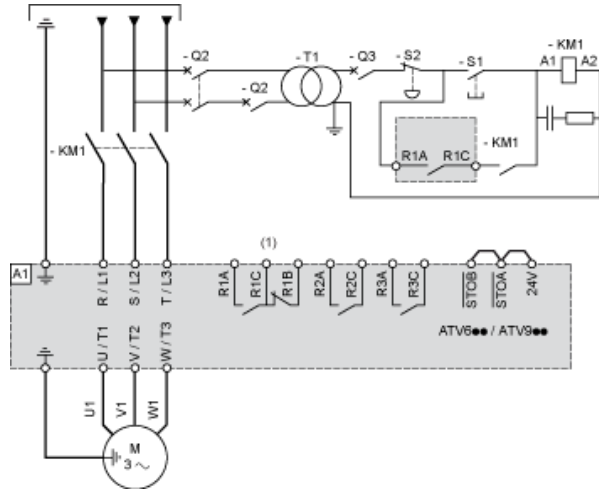 - Q2
- T1
- Q3
- S2
- S1
- KM1
A1
A2
- Q2
- KM1
R1A
R1C
- KM1
(1)
A1
R / L1
S / L2
T / L3
R1A
R1C
R1B
R2A
R2C
R3A
R3C
STOB
STOA
24V
ATV6●● / ATV9●●
U / T1
V / T2
W / T3
U1
V1
W1
M
3 ~